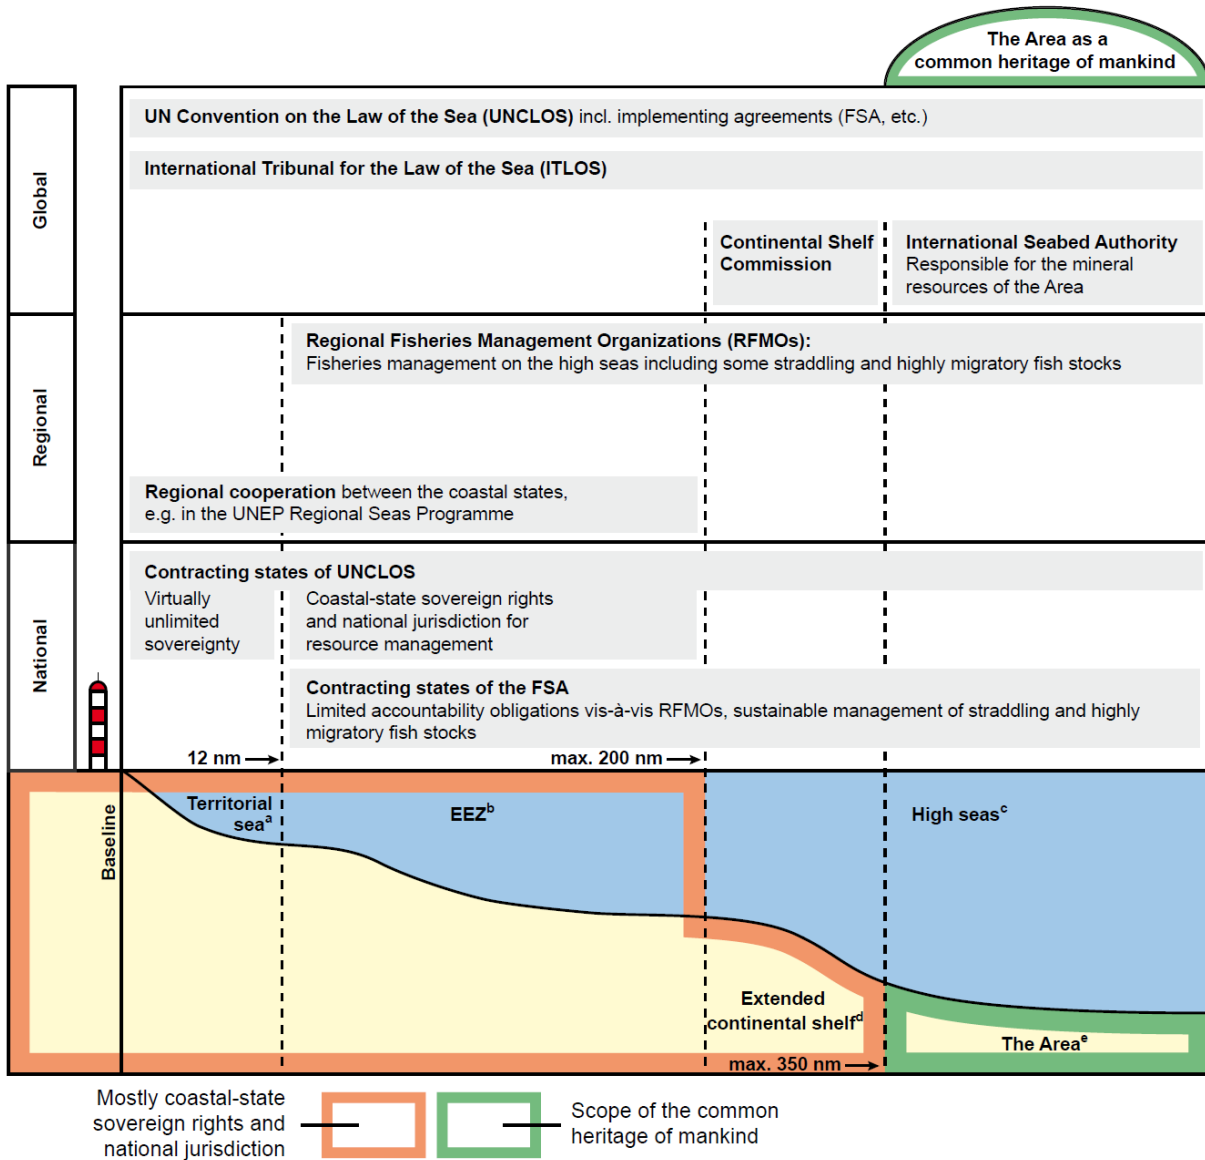 The Area as a
common heritage of mankind
Global
UN Convention on the Law of the Sea (UNCLOS) incl. implementing agreements (FSA, etc.)
International Tribunal for the Law of the Sea (ITLOS)
Continental Shelf
Commission
International Seabed Authority
Responsible for the mineral
resources of the Area
Regional
Regional Fisheries Management Organizations (RFMOs):
Fisheries management on the high seas including some straddling and highly migratory fish stocks
Regional cooperation between the coastal states,
e.g. in the UNEP Regional Seas Programme
National
Contracting states of UNCLOS
Virtually
unlimited
sovereignty
Coastal-state sovereign rights
and national jurisdiction for
resource management
Contracting states of the FSA
Limited accountability obligations vis-à-vis RFMOs, sustainable management of straddling and highly
migratory fish stocks
12 nm
max. 200 nm
Baseline
Territorial
sea^a
EEZ^b
High seas^c
Extended
continental shelf^d
The Area^e
max. 350 nm
Mostly coastal-state
sovereign rights and
national jurisdiction
Scope of the common
heritage of mankind